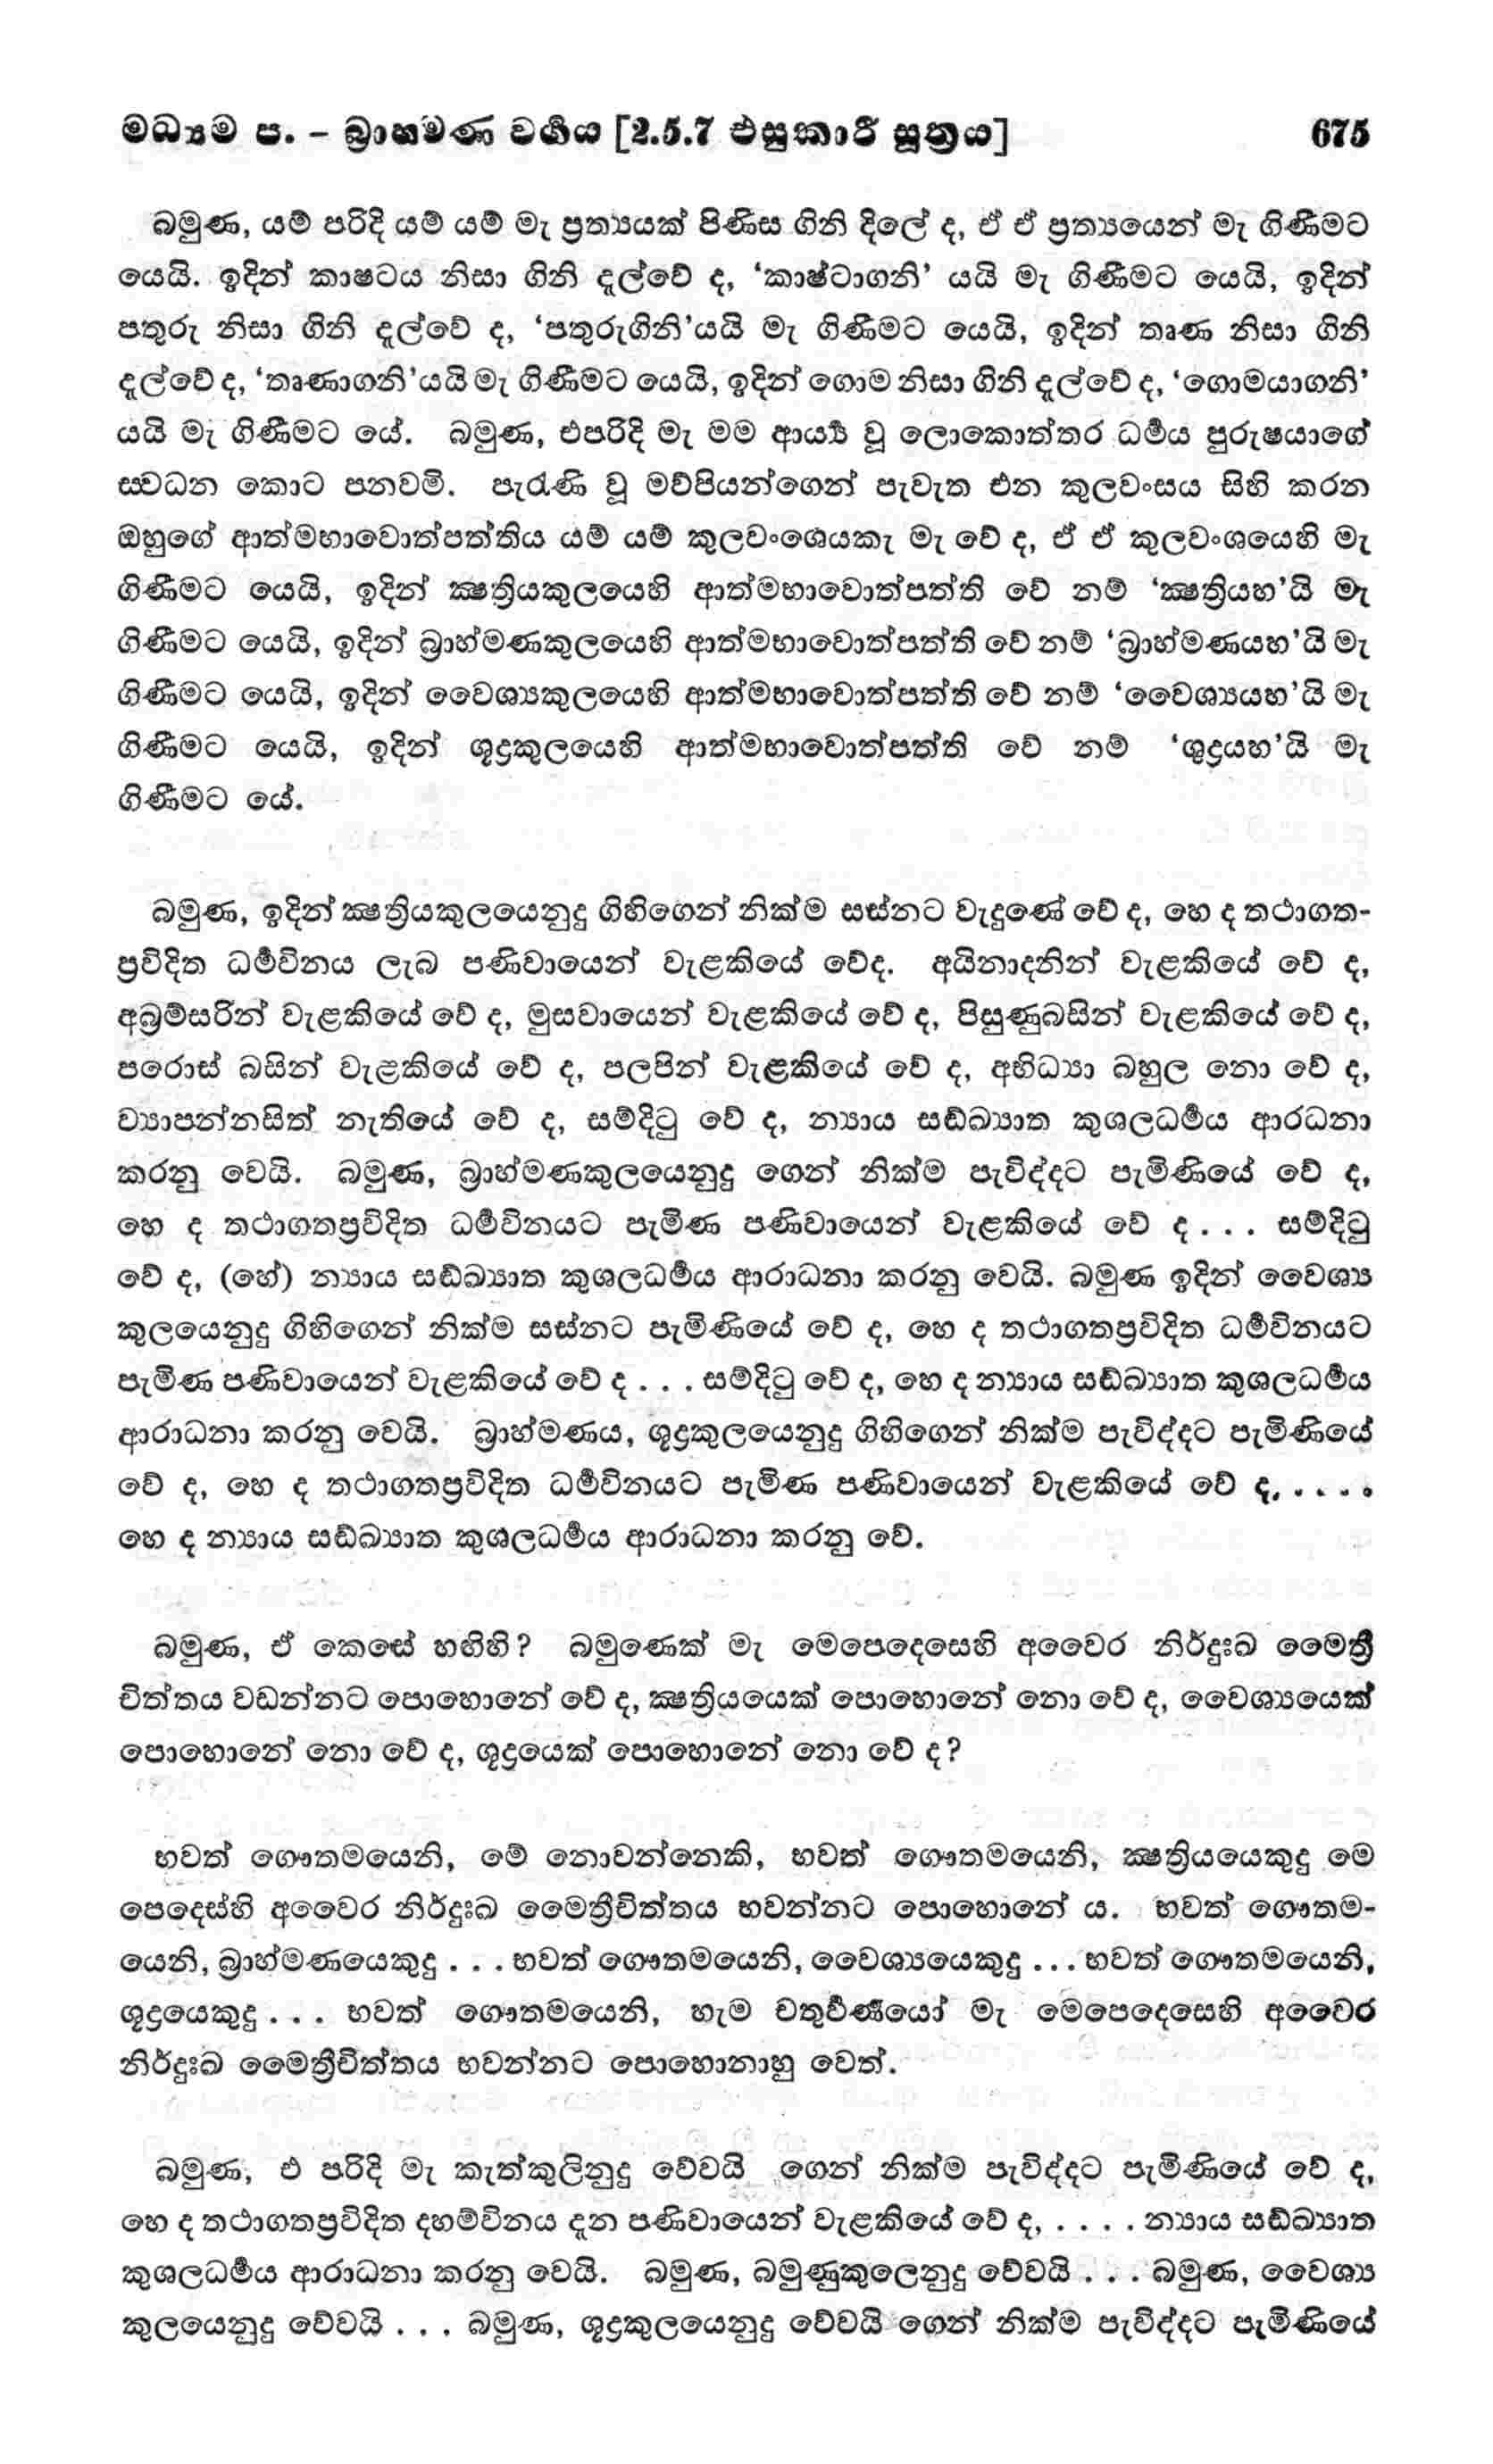 මධ්‍යම ප. – බ්‍රාහමණ වර්‍ගය [2.5.7 එසුකාරී සූත්‍රය] 675
බමුණ, යම් පරිදි යම් යම් මැ ප්‍රත්‍යයක් පිණිස ගිනි දිලේ ද, ඒ ඒ ප්‍රත්‍යයෙන් මැ ගිණීමට
යෙයි. ඉදින් කාෂටය නිසා ගිනි දැල්වේ ද, ‘කාෂ්ටාගනි’ යයි මැ ගිණීමට යෙයි, ඉදින්
පතුරු නිසා ගිනි දැල්වේ ද, ‘පතුරුගිනි’යයි මැ ගිණීමට යෙයි, ඉදින් තෘණ නිසා ගිනි
දැල්වේ ද, ‘තෘණාගනි’යයි මැ ගිණීමට යෙයි, ඉදින් ගොම නිසා ගිනි දැල්වේ ද, ‘ගොමයාගනි’
යයි මැ ගිණීමට යේ. බමුණ, එපරිදි මැ මම ආර්‍ය්‍ය වූ ලොකොත්තර ධර්‍මය පුරුෂයාගේ
සවධන කොට පනවමි. පැරැණි වූ මව්පියන්ගෙන් පැවැත එන කුලවංසය සිහි කරන
ඔහුගේ ආත්මභාවොත්පත්තිය යම් යම් කුලවංශෙයකැ මැ වේ ද, ඒ ඒ කුලවංශයෙහි මැ
ගිණීමට යෙයි, ඉදින් ක්‍ෂත්‍රියකුලයෙහි ආත්මභාවොත්පත්ති වේ නම් ‘ක්‍ෂත්‍රියහ’යි මැ
ගිණීමට යෙයි, ඉදින් බ්‍රාහ්මණකුලයෙහි ආත්මභාවොත්පත්ති වේ නම් ‘බ්‍රාහ්මණයහ’යි මැ
ගිණීමට යෙයි, ඉදින් වෛශ්‍යකුලයෙහි ආත්මභාවොත්පත්ති වේ නම් ‘වෛශ්‍යයහ’යි මැ
ගිණීමට යෙයි, ඉදින් ශූද්‍රකුලයෙහි ආත්මභාවොත්පත්ති වේ නම් ‘ශුද්‍රයහ’යි මැ
ගිණීමට යේ.
බමුණ, ඉදින් ක්‍ෂත්‍රියකුලයෙනුදු ගිහිගෙන් නික්ම සස්නට වැදුණේ වේ ද, හෙ ද තථාගත-
ප්‍රවිදිත ධර්‍මවිනය ලැබ පණිවායෙන් වැළකියේ වේද. අයිනාදනින් වැළකියේ වේ ද,
අබ්‍රම්සරින් වැළකියේ වේ ද, මුසවායෙන් වැළකියේ වේ ද, පිසුණුබසින් වැළකියේ වේ ද,
පරොස් බසින් වැළකියේ වේ ද, පලපින් වැළකියේ වේ ද, අභිධ්‍යා බහුල නො වේ ද,
ව්‍යාපන්නසිත් නැතියේ වේ ද, සම්දිටු වේ ද, න්‍යාය සඬ්ඛ්‍යාත කුශලධර්‍මය ආරධනා
කරනු වෙයි. බමුණ, බ්‍රාහ්මණකුලයෙනුදු ගෙන් නික්ම පැවිද්දට පැමිණියේ වේ ද,
හෙ ද තථාගතප්‍රවිදිත ධර්‍මවිනයට පැමිණ පණිවායෙන් වැළකියේ වේ ද . . . සම්දිටු
වේ ද, (හේ) න්‍යාය සඬ්ඛ්‍යාත කුශලධර්‍මය ආරාධනා කරනු වෙයි. බමුණ ඉදින් වෛශ්‍ය
කුලයෙනුදු ගිහිගෙන් නික්ම සස්නට පැමිණියේ වේ ද, හෙ ද තථාගතප්‍රවිදිත ධර්‍මවිනයට
පැමිණ පණිවායෙන් වැළකියේ වේ ද . . . සම්දිටු වේ ද, හෙ ද න්‍යාය සඬ්ඛ්‍යාත කුශලධර්‍මය
ආරාධනා කරනු වෙයි. බ්‍රාහ්මණය, ශූද්‍රකුලයෙනුදු ගිහිගෙන් නික්ම පැවිද්දට පැමිණියේ
වේ ද, හෙ ද තථාගතප්‍රවිදිත ධර්‍මවිනයට පැමිණ පණිවායෙන් වැළකියේ වේ ද, . . . .
හෙ ද න්‍යාය සඬ්ඛ්‍යාත කුශලධර්‍මය ආරාධනා කරනු වේ.
බමුණ, ඒ කෙසේ හඟිහි? බමුණෙක් මැ මෙපෙදෙසෙහි අවෛර නිර්දුඃඛ මෛත්‍රී
චිත්තය වඩන්නට පොහොනේ වේ ද, ක්‍ෂත්‍රියයෙක් පොහොනේ නො වේ ද, වෛශ්‍යයෙක්
පොහොනේ නො වේ ද, ශූද්‍රයෙක් පොහොනේ නො වේ ද?
භවත් ගෞතමයෙනි, මේ නොවන්නෙකි, භවත් ගෞතමයෙනි, ක්‍ෂත්‍රියයෙකුදු මෙ
පෙදෙස්හි අවෛර නිර්දුඃඛ මෛත්‍රීචිත්තය භවන්නට පොහොනේ ය. භවත් ගෞතම-
යෙනි, බ්‍රාහ්මණයෙකුදු . . . භවත් ගෞතමයෙනි, වෛශ්‍යයෙකුදු . . . භවත් ගෞතමයෙනි,
ශූද්‍රයෙකුදු . . . භවත් ගෞතමයෙනි, හැම චතුර්‍වර්‍ණයෝ මැ මෙපෙදෙසෙහි අවෛර
නිර්දුඃඛ මෛත්‍රීචිත්තය භවන්නට පොහොනාහු වෙත්.
බමුණ, එ පරිදි මැ කැත්කුලිනුදු වේවයි ගෙන් නික්ම පැවිද්දට පැමිණියේ වේ ද,
හෙ ද තථාගතප්‍රවිදිත දහම්විනය දැන පණිවායෙන් වැළකියේ වේ ද, . . . . න්‍යාය සඬ්ඛ්‍යාත
කුශලධර්‍මය ආරාධනා කරනු වෙයි. බමුණ, බමුණුකුලෙනුදු වේවයි . . . බමුණ, වෛශ්‍ය
කුලයෙනුදු වේවයි . . . බමුණ, ශූද්‍රකුලයෙනුදු වේවයි ගෙන් නික්ම පැවිද්දට පැමිණියේ